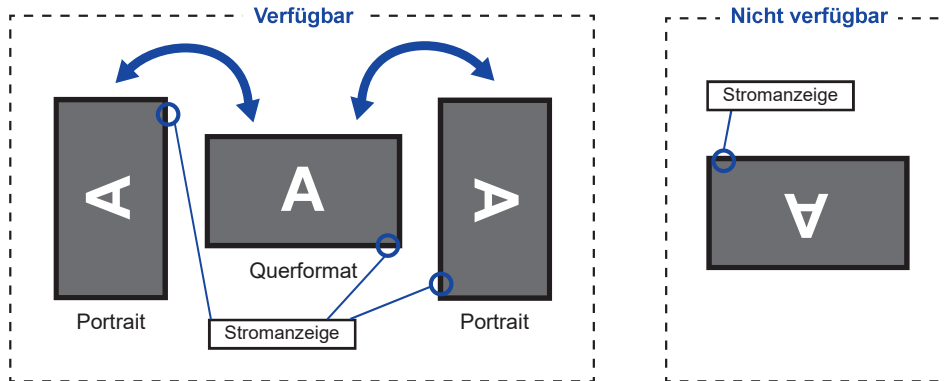 Verfügbar
Nicht verfügbar
Stromanzeige
A
A
A
A
Querformat
Portrait
Stromanzeige
Portrait